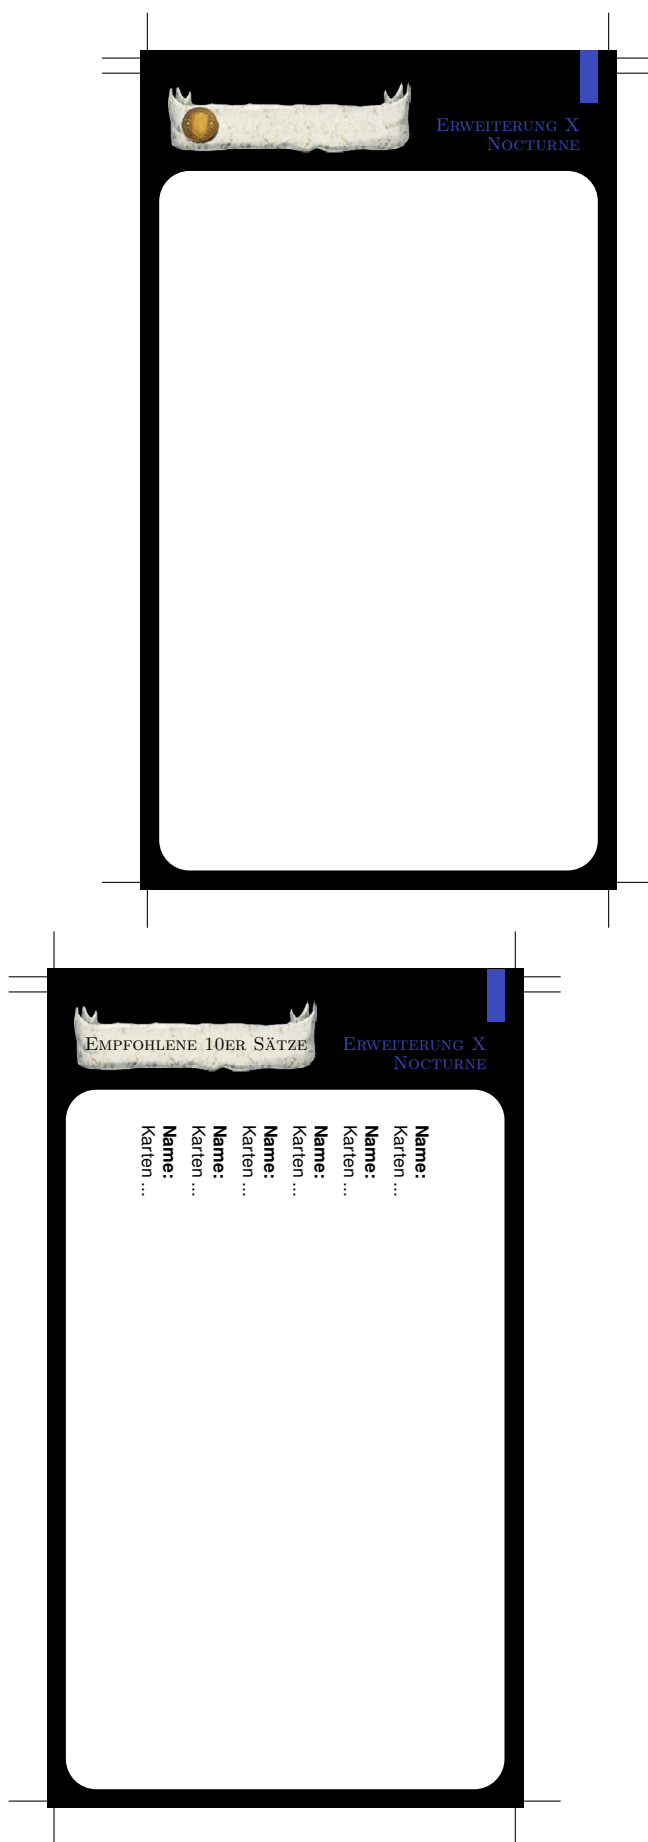 Erweiterung X
Nocturne
Empfohlene 10er Sätze
Erweiterung X
Nocturne
Name:
Karten ...
Name:
Karten ...
Name:
Karten ...
Name:
Karten ...
Name:
Karten ...
Name:
Karten ...